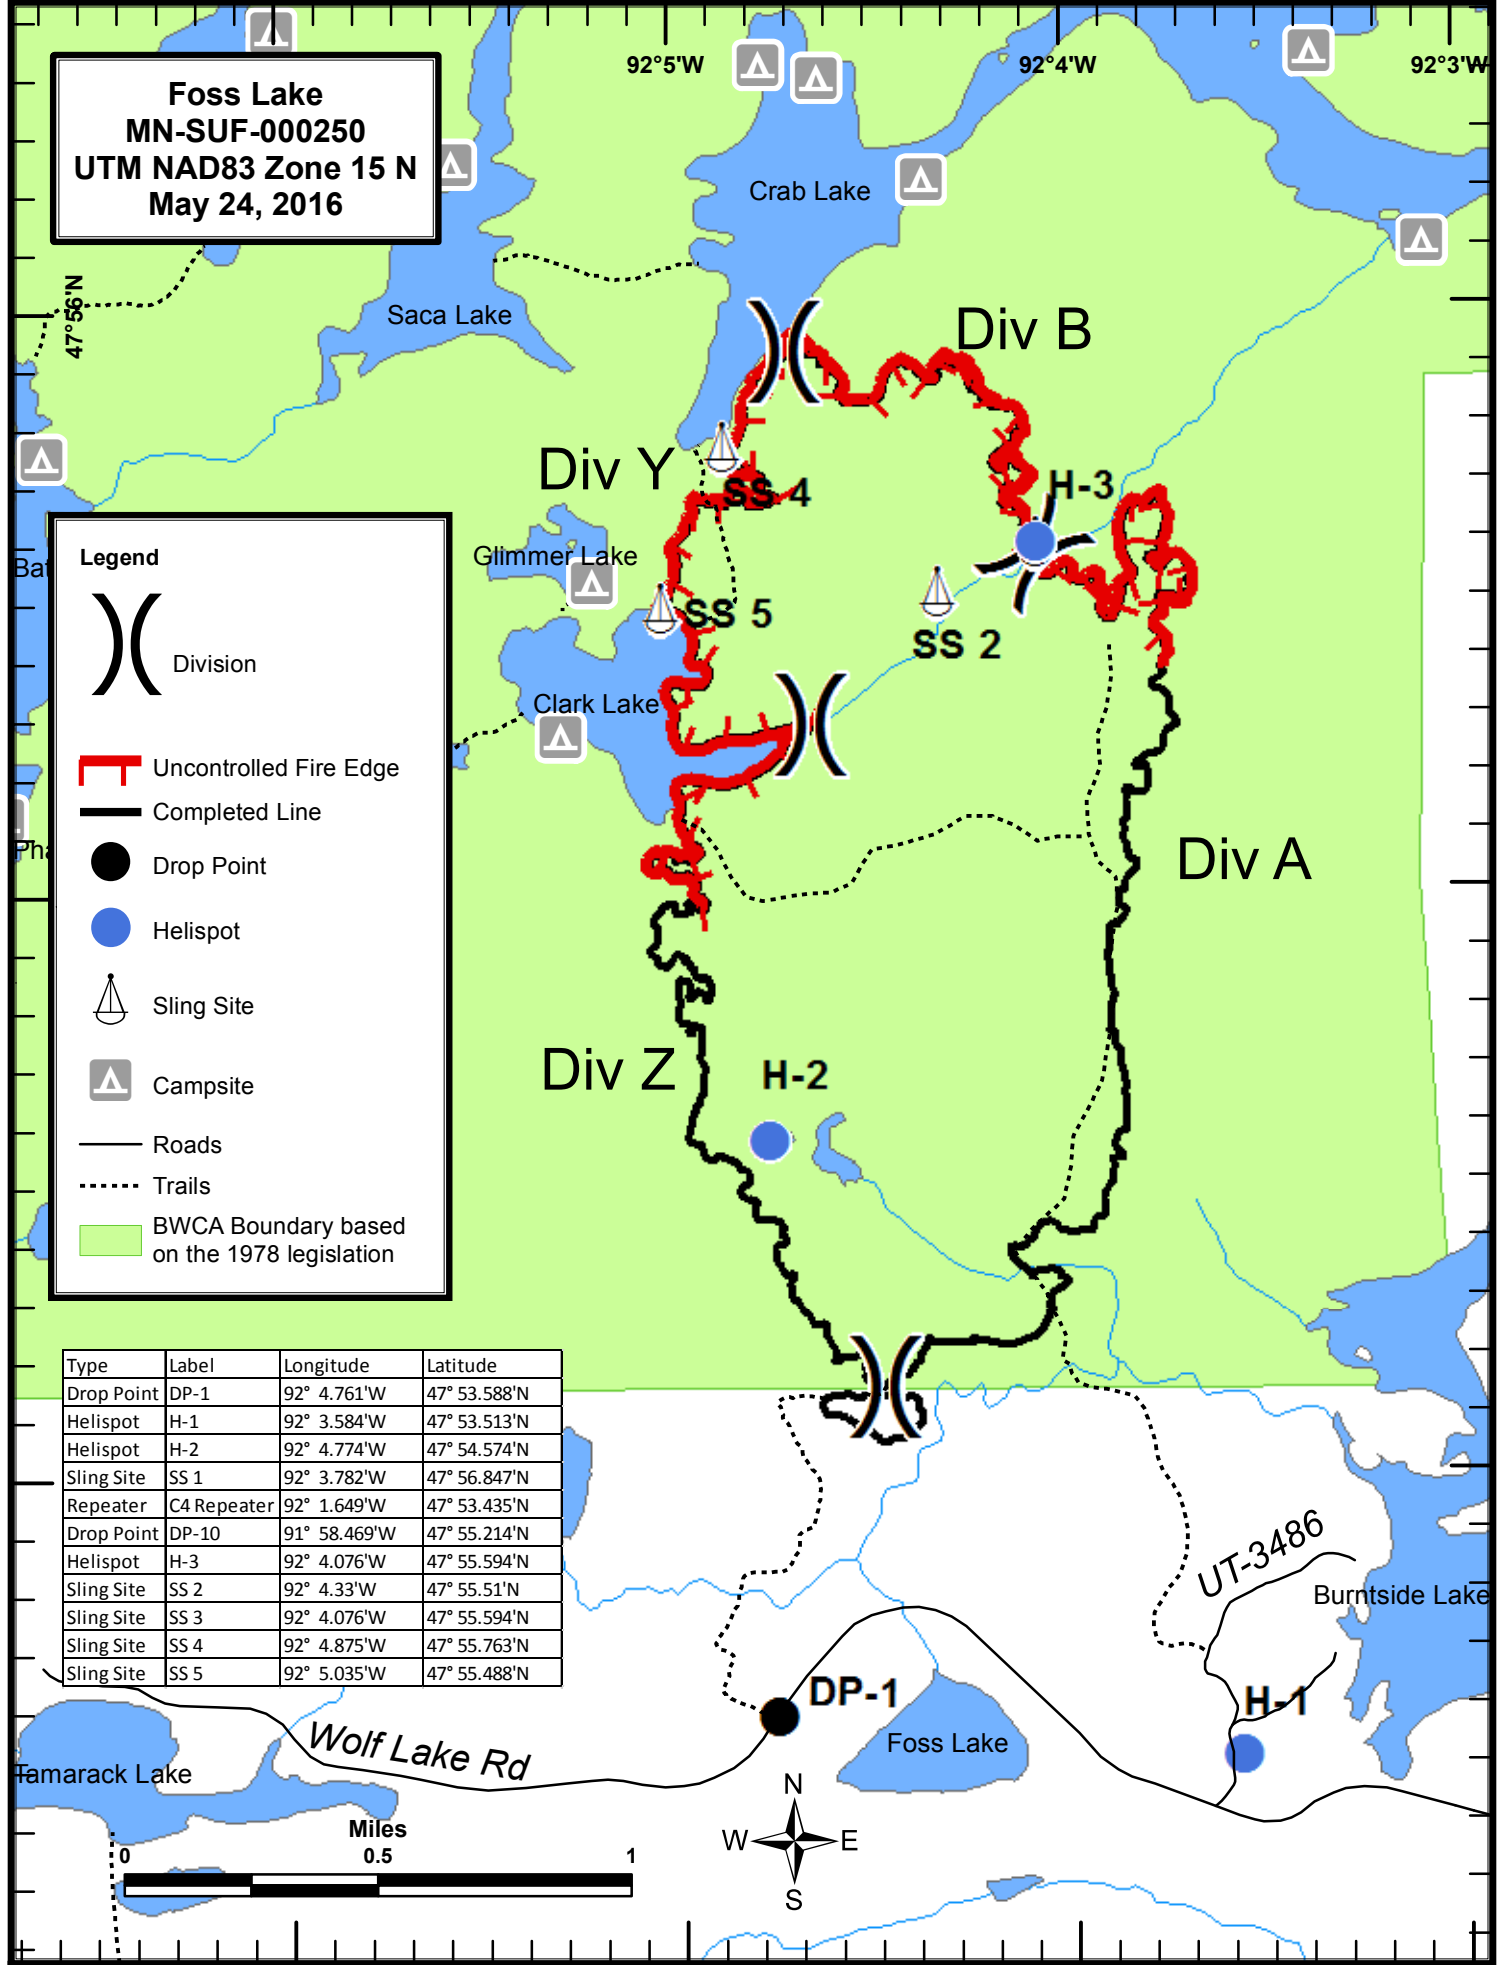 92°5'W
92°4'W
92°3'W
Foss Lake
MN-SUF-000250
UTM NAD83 Zone 15 N
May 24, 2016
Crab Lake
47°56'N
Saca Lake
Div B
Div Y
SS 4
H-3
Glimmer Lake
SS 5
SS 2
Clark Lake
Div A
Div Z
H-2
Bat
Pha
Legend
Division
Uncontrolled Fire Edge
Completed Line
Drop Point
Helispot
Sling Site
Campsite
Roads
Trails
BWCA Boundary based
on the 1978 legislation
Type Label Longitude Latitude
Drop Point DP-1 92° 4.761'W 47° 53.588'N
Helispot H-1 92° 3.584'W 47° 53.513'N
Helispot H-2 92° 4.774'W 47° 54.574'N
Sling Site SS 1 92° 3.782'W 47° 56.847'N
Repeater C4 Repeater 92° 1.649'W 47° 53.435'N
Drop Point DP-10 91° 58.469'W 47° 55.214'N
Helispot H-3 92° 4.076'W 47° 55.594'N
Sling Site SS 2 92° 4.33'W 47° 55.51'N
Sling Site SS 3 92° 4.076'W 47° 55.594'N
Sling Site SS 4 92° 4.875'W 47° 55.763'N
Sling Site SS 5 92° 5.035'W 47° 55.488'N
UT-3486
Burntside Lake
DP-1
H-1
Foss Lake
Wolf Lake Rd
Tamarack Lake
Miles
0 0.5 1
N
W E
S